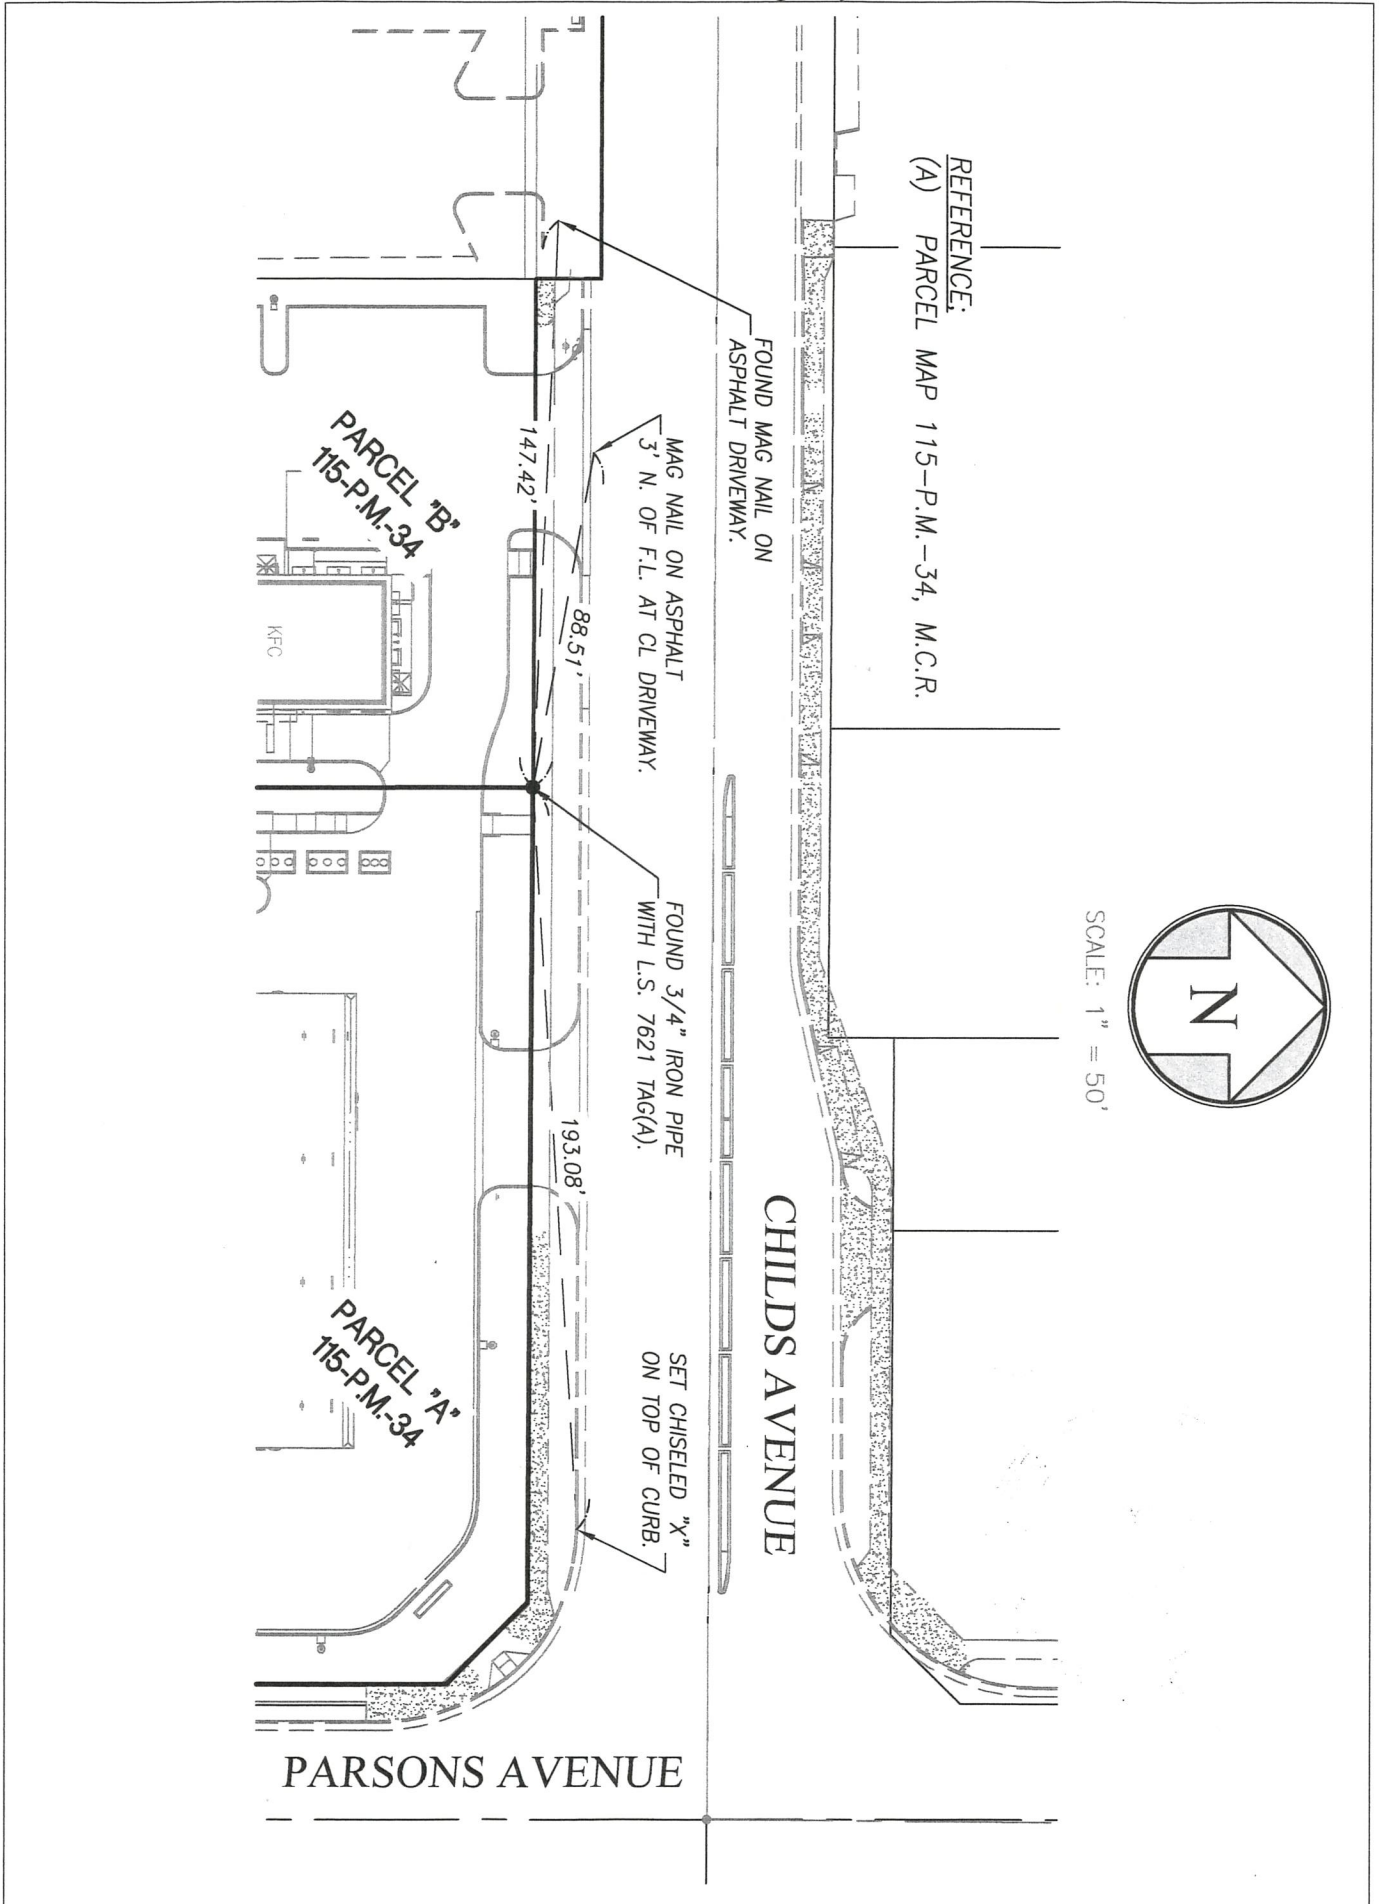 SCALE: 1" = 50'
N
REFERENCE:
(A) PARCEL MAP 115-P.M.-34, M.C.R.
CHILDS AVENUE
FOUND MAG NAIL ON
ASPHALT DRIVEWAY.
MAG NAIL ON ASPHALT
3' N. OF F.L. AT CL DRIVEWAY.
FOUND 3/4" IRON PIPE
WITH L.S. 7621 TAG(A).
SET CHISELED "X"
ON TOP OF CURB.
147.42'
88.51'
193.08'
PARCEL "B"
115-P.M.-34
KFC
PARCEL "A"
115-P.M.-34
PARSONS AVENUE